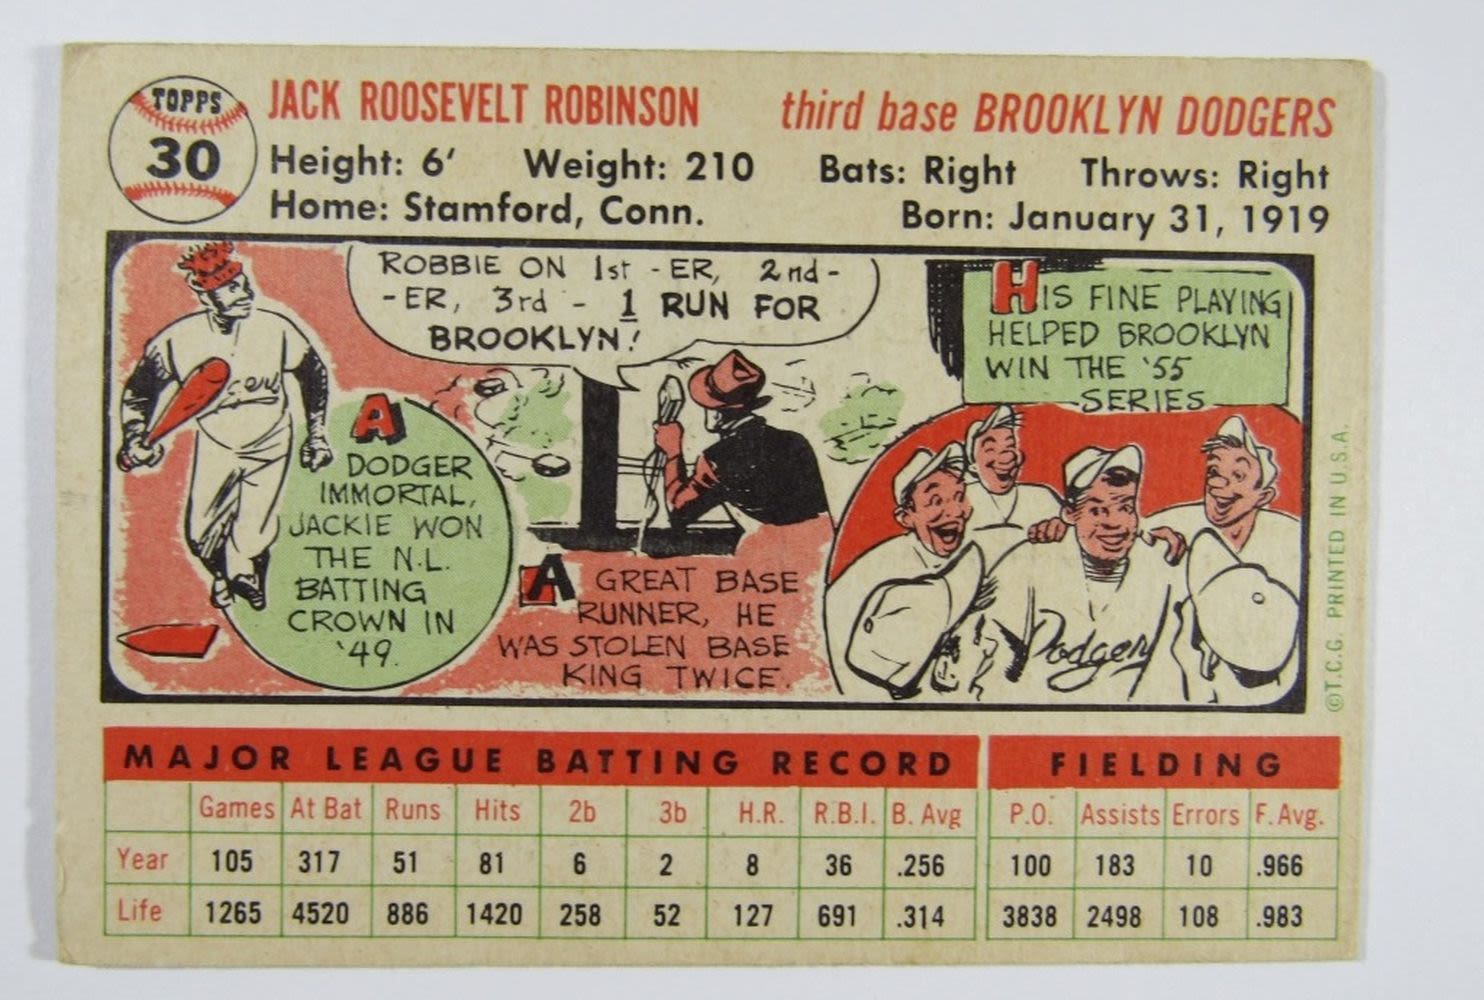 TOPPS
30
JACK ROOSEVELT ROBINSON third base BROOKLYN DODGERS
Height: 6' Weight: 210 Bats: Right Throws: Right
Home: Stamford, Conn. Born: January 31, 1919
ROBBIE ON 1st -ER, 2nd-
-ER, 3rd - 1 RUN FOR
BROOKLYN!
A
DODGER
IMMORTAL,
JACKIE WON
THE N.L.
BATTING
CROWN IN
'49.
A GREAT BASE
RUNNER, HE
WAS STOLEN BASE
KING TWICE.
HIS FINE PLAYING
HELPED BROOKLYN
WIN THE '55
SERIES
Dodgers
©T.C.G. PRINTED IN U.S.A.
MAJOR LEAGUE BATTING RECORD FIELDING
Games At Bat Runs Hits 2b 3b H.R. R.B.I. B. Avg P.O. Assists Errors F. Avg.
Year 105 317 51 81 6 2 8 36 .256 100 183 10 .966
Life 1265 4520 886 1420 258 52 127 691 .314 3838 2498 108 .983